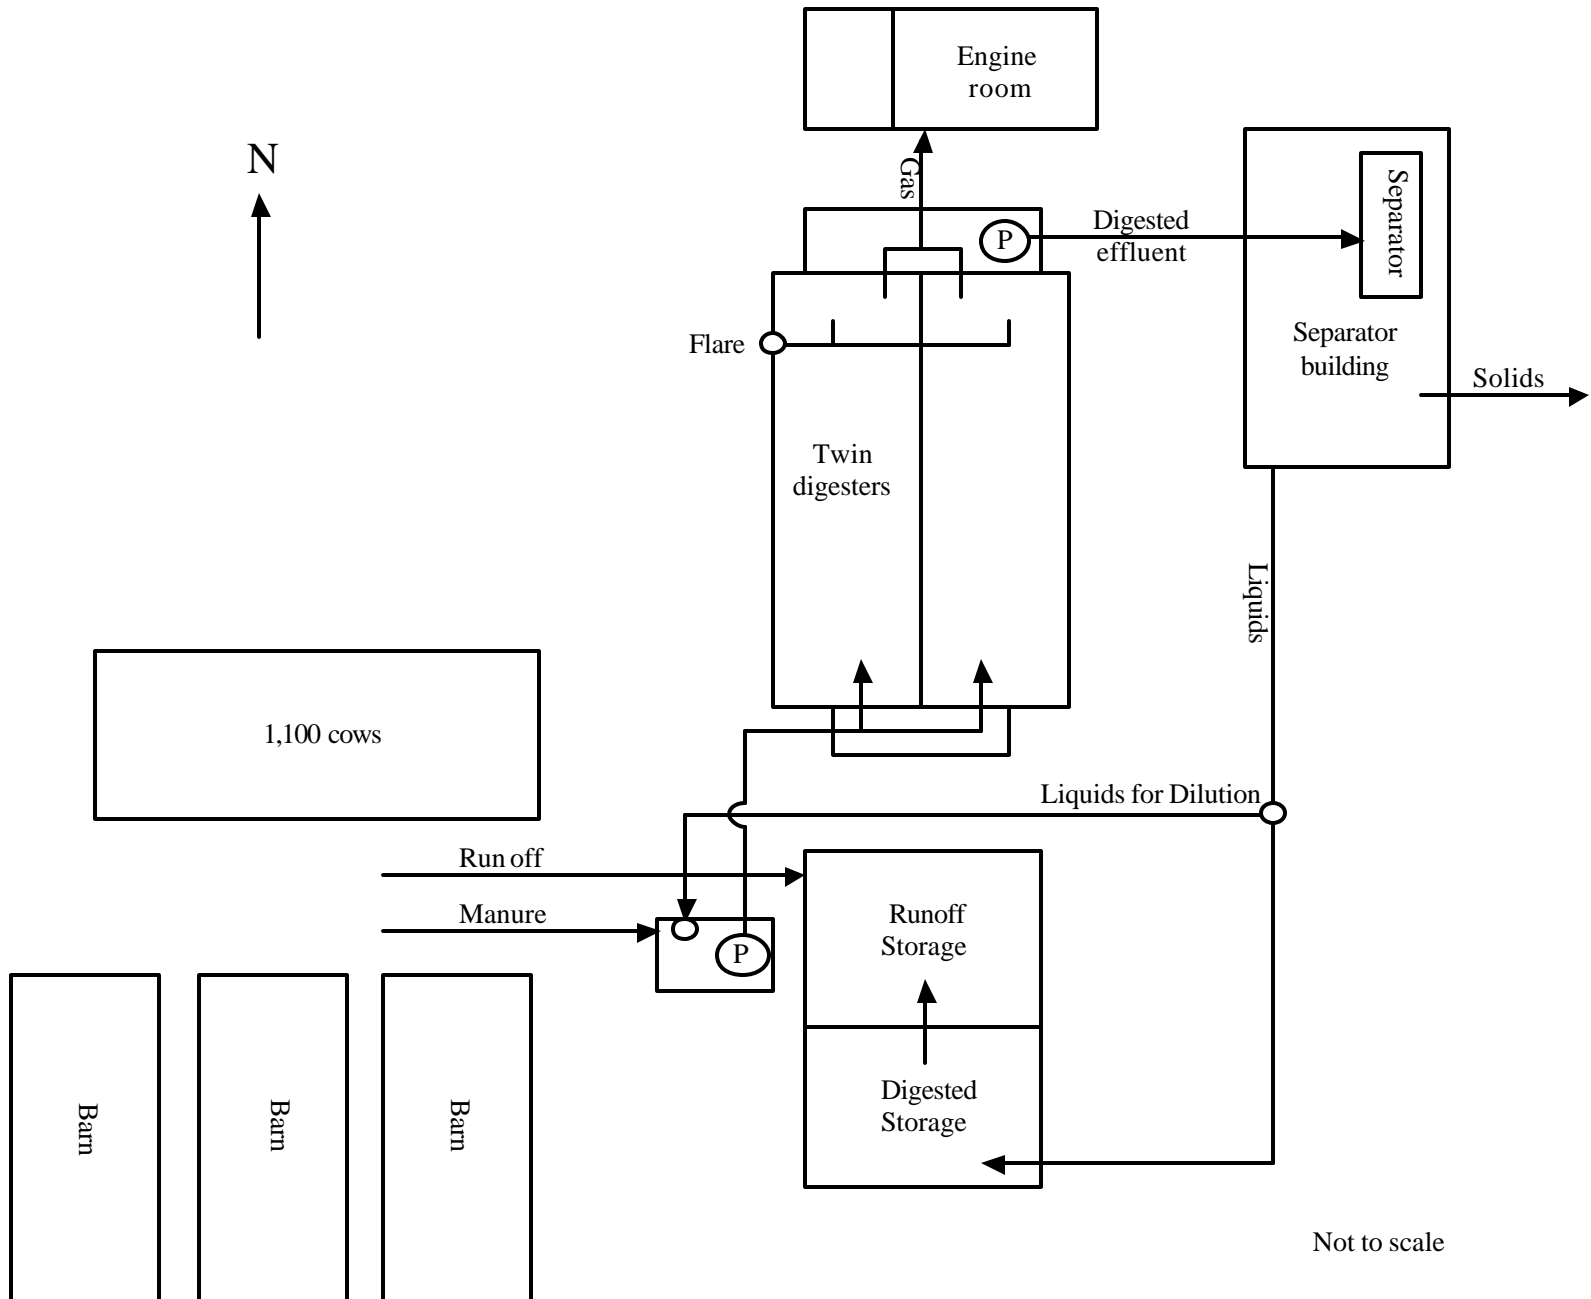 Engine
room
N
Gas
Separator
Digested
effluent
P
Flare
Separator
building
Solids
Twin
digesters
Liquids
1,100 cows
Liquids for Dilution
Run off
Manure
P
Runoff
Storage
Digested
Storage
Barn
Barn
Barn
Not to scale